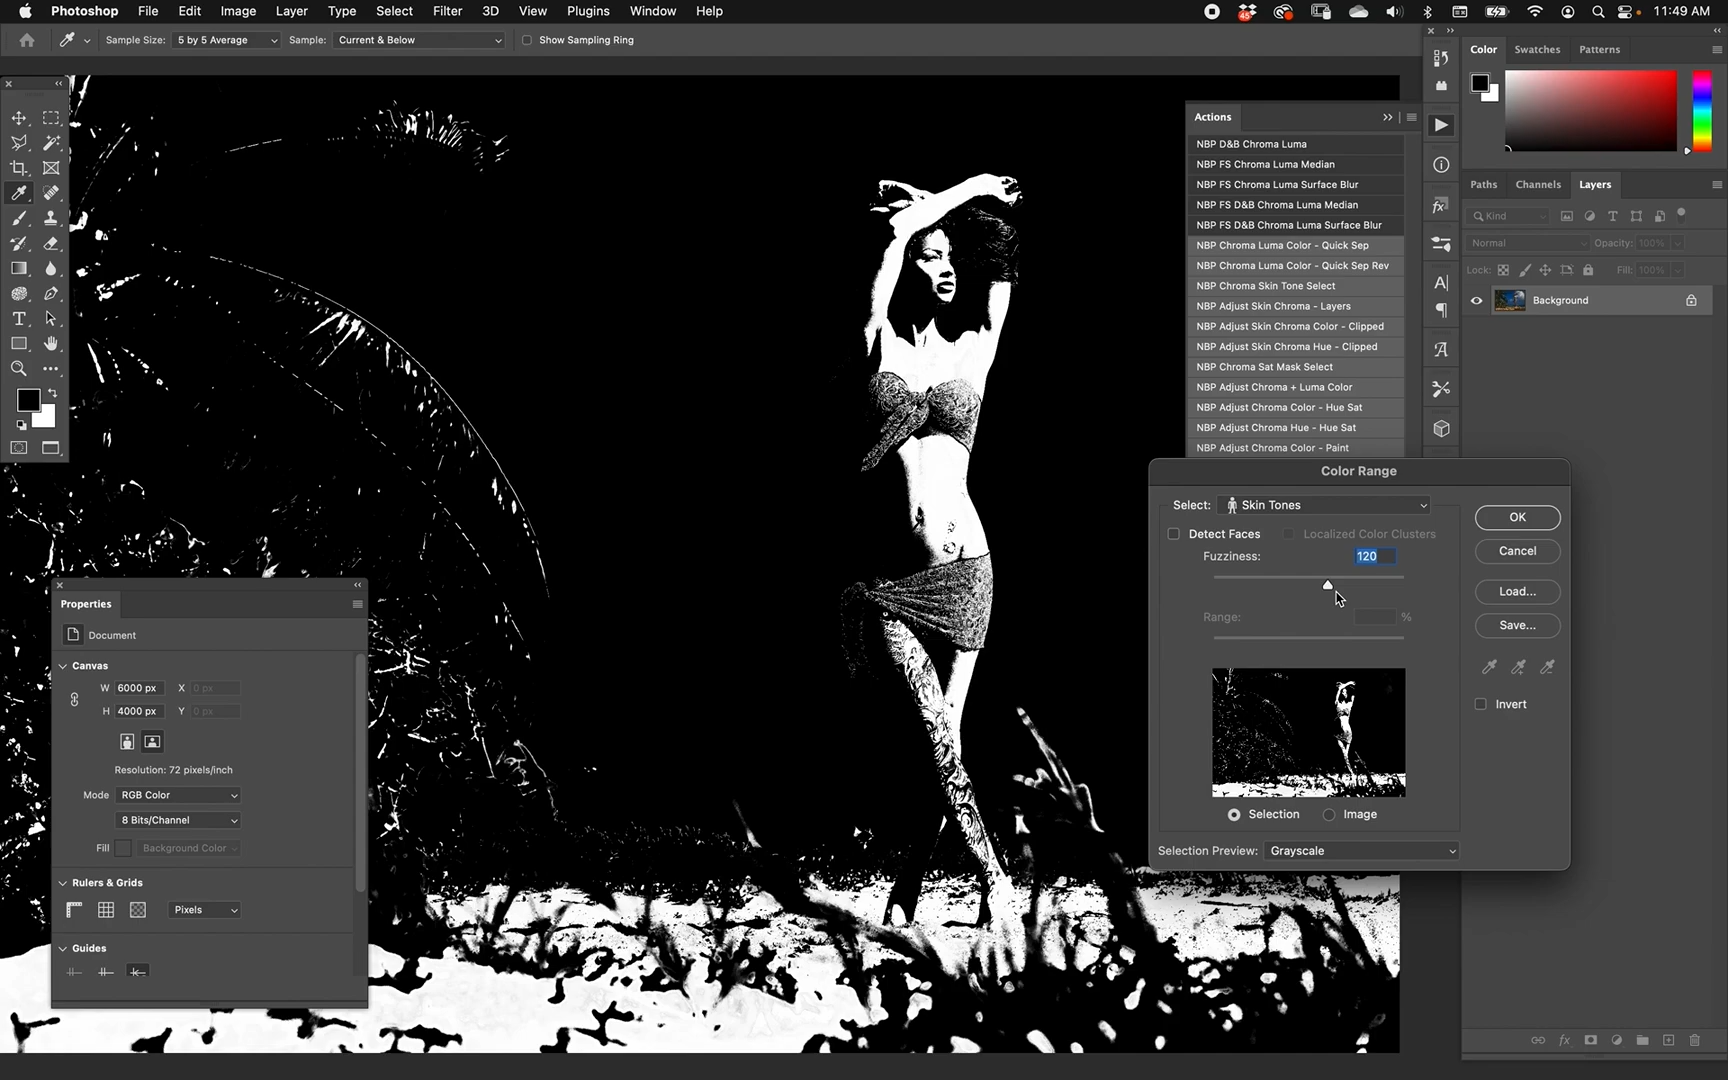 Photoshop File Edit Image Layer Type Select Filter 3D View Plugins Window Help
45
11:49 AM
Sample Size: 5 by 5 Average Sample: Current & Below Show Sampling Ring
Color Swatches Patterns
Actions
NBP D&B Chroma Luma
NBP FS Chroma Luma Median
NBP FS Chroma Luma Surface Blur
NBP FS D&B Chroma Luma Median
NBP FS D&B Chroma Luma Surface Blur
NBP Chroma Luma Color - Quick Sep
NBP Chroma Luma Color - Quick Sep Rev
NBP Chroma Skin Tone Select
NBP Adjust Skin Chroma - Layers
NBP Adjust Skin Chroma Color - Clipped
NBP Adjust Skin Chroma Hue - Clipped
NBP Chroma Sat Mask Select
NBP Adjust Chroma + Luma Color
NBP Adjust Chroma Color - Hue Sat
NBP Adjust Chroma Hue - Hue Sat
NBP Adjust Chroma Color - Paint
Paths Channels Layers
Kind
Normal Opacity: 100%
Lock: Fill: 100%
Background
Color Range
Select: Skin Tones
Detect Faces Localized Color Clusters
Fuzziness: 120
Range: %
Selection Image
Selection Preview: Grayscale
OK
Cancel
Load...
Save...
Invert
Properties
Document
Canvas
W 6000 px X 0 px
H 4000 px Y 0 px
Resolution: 72 pixels/inch
Mode RGB Color
8 Bits/Channel
Fill Background Color
Rulers & Grids
Pixels
Guides